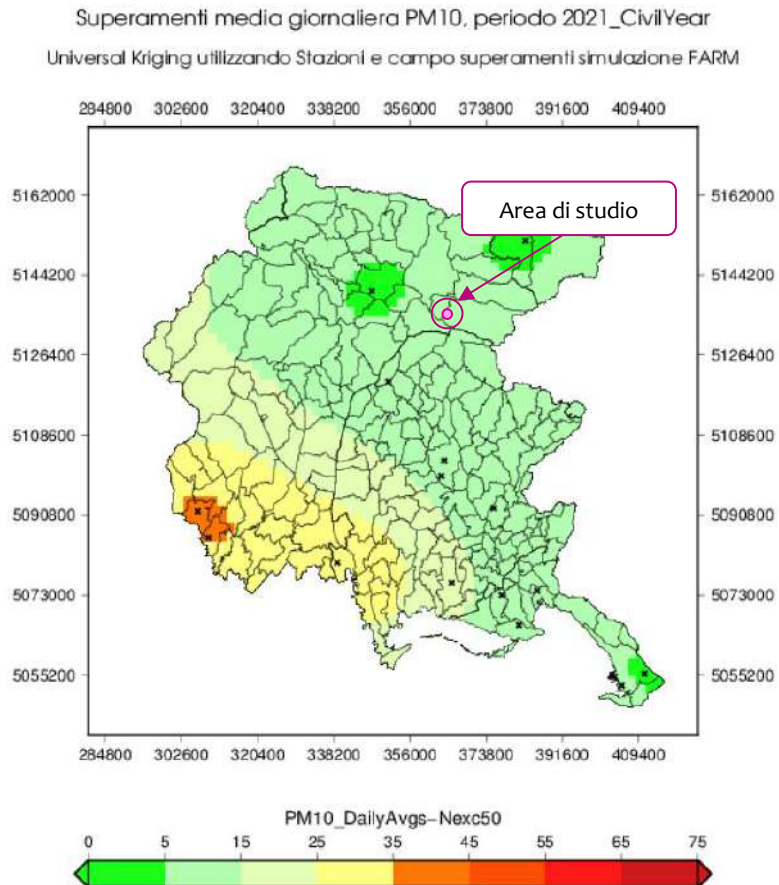 Superamenti media giornaliera PM10, periodo 2021_CivilYear
Universal Kriging utilizzando Stazioni e campo superamenti simulazione FARM
284800 302600 320400 338200 356000 373800 391600 409400
5162000 5162000
Area di studio
5144200 5144200
5126400 5126400
5108600 5108600
5090800 5090800
5073000 5073000
5055200 5055200
284800 302600 320400 338200 356000 373800 391600 409400
PM10_DailyAvgs-Nexc50
0 5 15 25 35 45 55 65 75